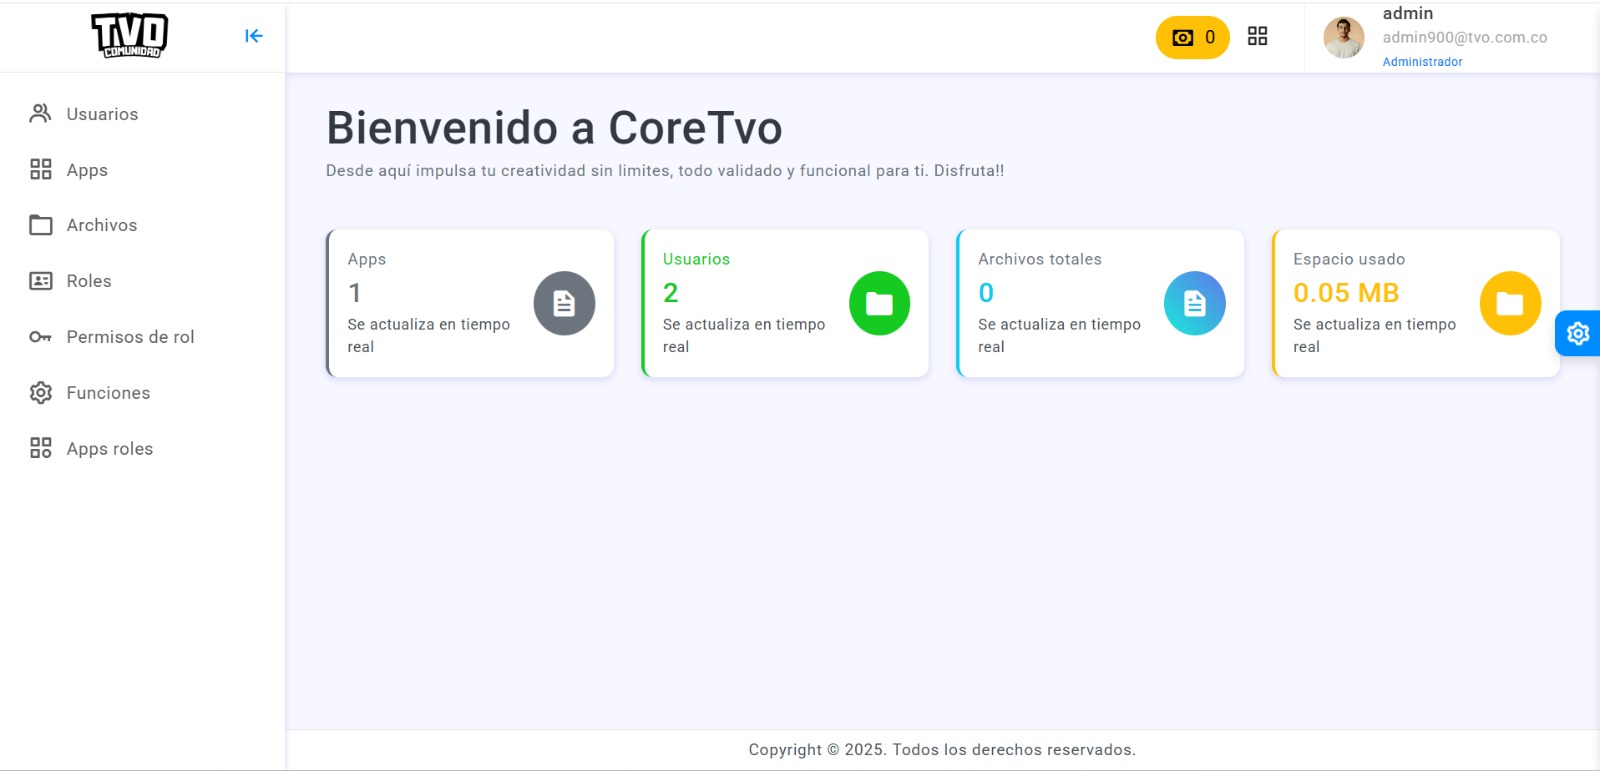 TVO
COMUNIDAD
0
admin
admin900@tvo.com.co
Administrador
Usuarios
Apps
Archivos
Roles
Permisos de rol
Funciones
Apps roles
Bienvenido a CoreTvo
Desde aquí impulsa tu creatividad sin limites, todo validado y funcional para ti. Disfruta!!
Apps
1
Se actualiza en tiempo
real
Usuarios
2
Se actualiza en tiempo
real
Archivos totales
0
Se actualiza en tiempo
real
Espacio usado
0.05 MB
Se actualiza en tiempo
real
Copyright © 2025. Todos los derechos reservados.